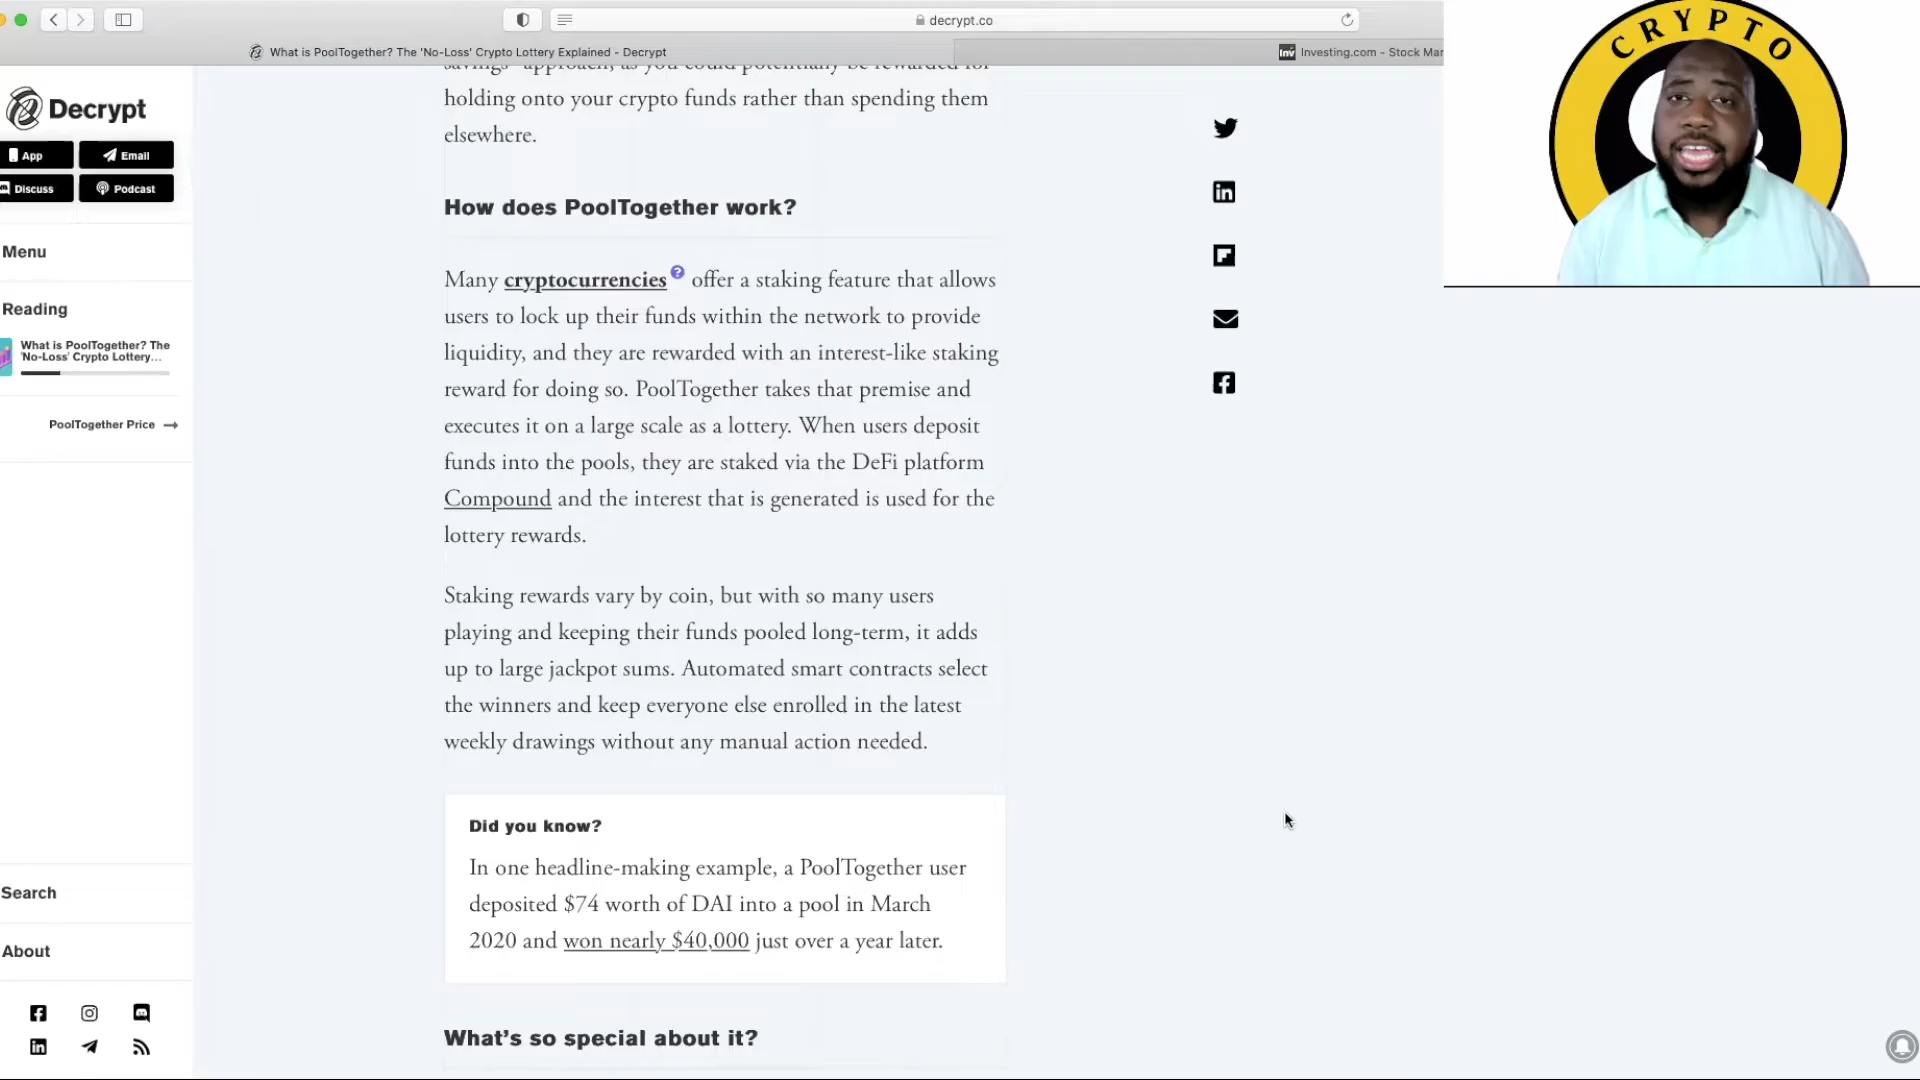 decrypt.co
What is PoolTogether? The 'No-Loss' Crypto Lottery Explained - Decrypt
Investing.com - Stock Mar
CRYPTO
Decrypt
App
Email
Discuss
Podcast
Menu
Reading
What is PoolTogether? The
'No-Loss' Crypto Lottery...
PoolTogether Price →
Search
About
savings" approach, as you could potentially be rewarded for
holding onto your crypto funds rather than spending them
elsewhere.
How does PoolTogether work?
Many cryptocurrencies ? offer a staking feature that allows
users to lock up their funds within the network to provide
liquidity, and they are rewarded with an interest-like staking
reward for doing so. PoolTogether takes that premise and
executes it on a large scale as a lottery. When users deposit
funds into the pools, they are staked via the DeFi platform
Compound and the interest that is generated is used for the
lottery rewards.
Staking rewards vary by coin, but with so many users
playing and keeping their funds pooled long-term, it adds
up to large jackpot sums. Automated smart contracts select
the winners and keep everyone else enrolled in the latest
weekly drawings without any manual action needed.
Did you know?
In one headline-making example, a PoolTogether user
deposited $74 worth of DAI into a pool in March
2020 and won nearly $40,000 just over a year later.
What's so special about it?